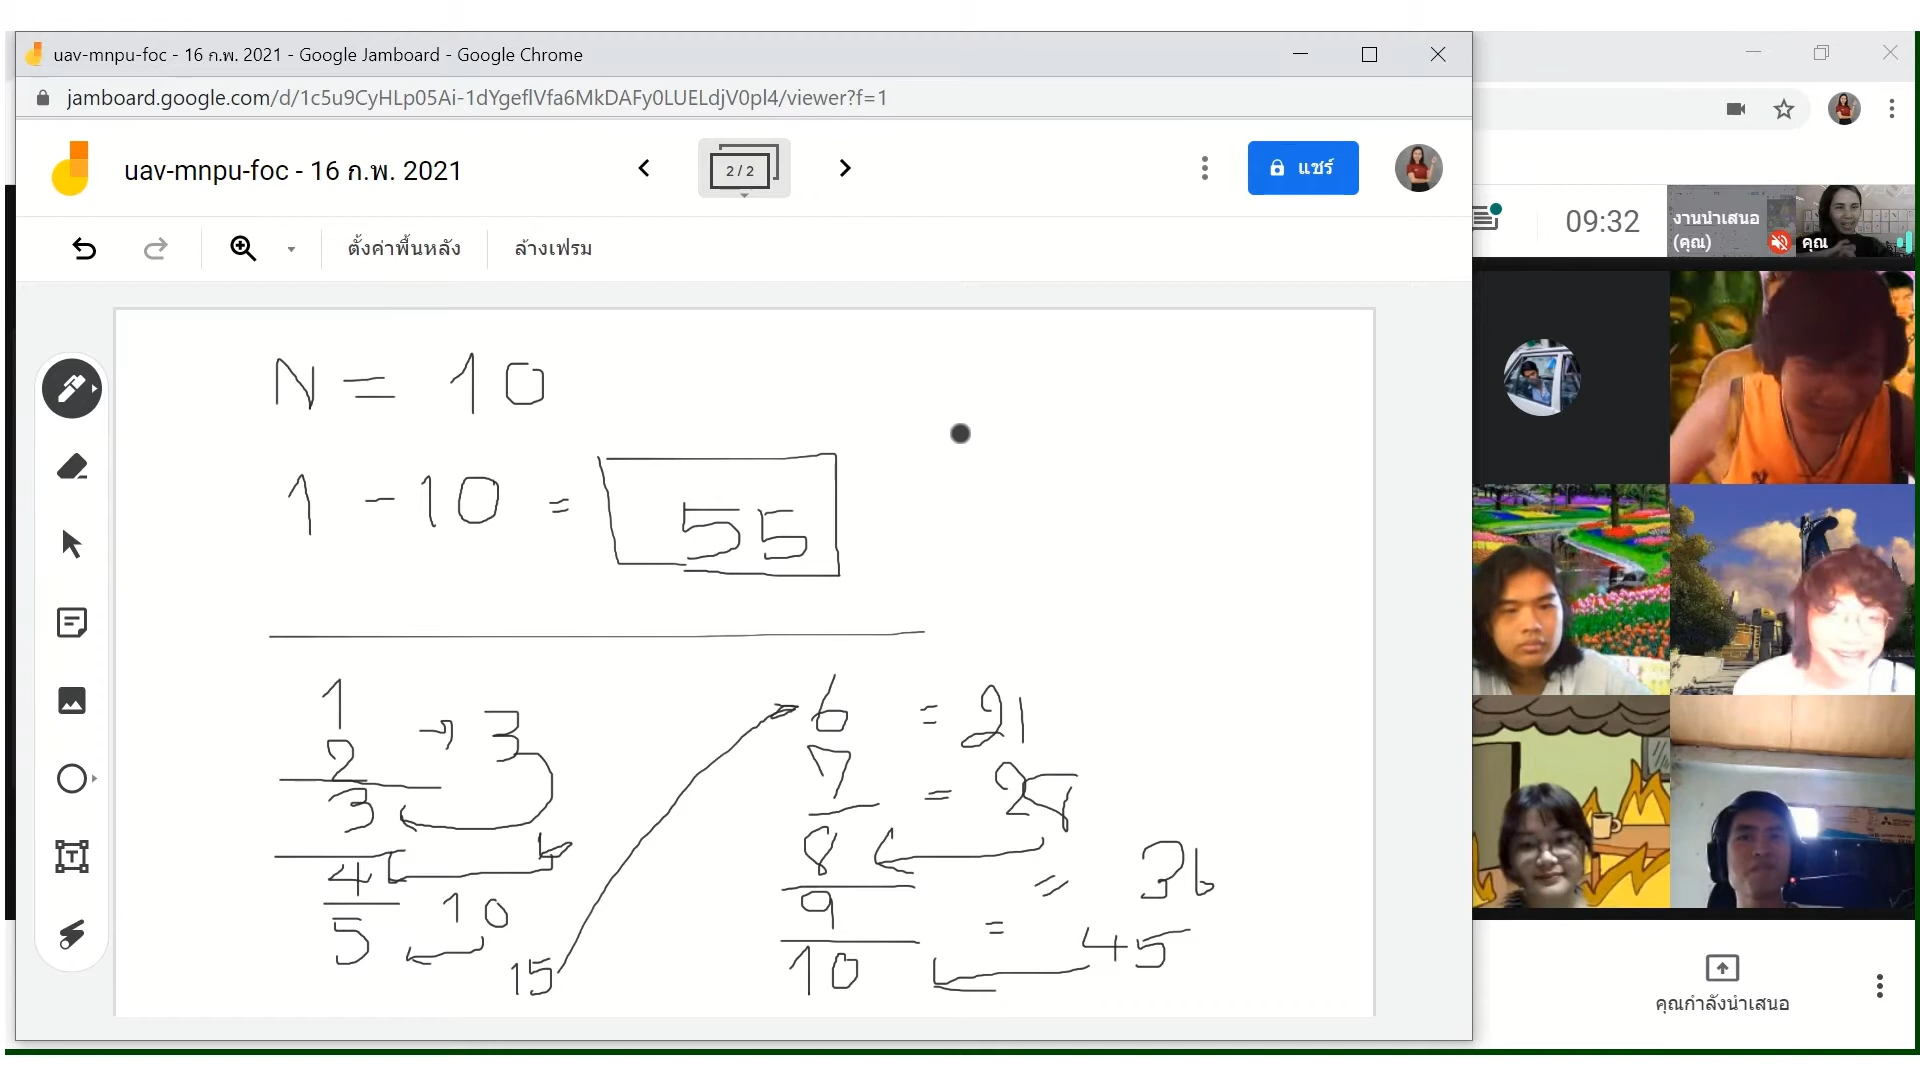 uav-mnpu-foc - 16 ก.พ. 2021 - Google Jamboard - Google Chrome
jamboard.google.com/d/1c5u9CyHLp05Ai-1dYgeflVfa6MkDAFy0LUELdjV0pl4/viewer?f=1
uav-mnpu-foc - 16 ก.พ. 2021
2 / 2
แชร์
ตั้งค่าพื้นหลัง
ล้างเฟรม
09:32
งานนำเสนอ
(คุณ)
คุณ
N = 10
1 - 10 = 55
1
2
3
3
4
10
5
15
6 = 21
7
= 28
8
= 36
9
= 45
10
คุณกำลังนำเสนอ